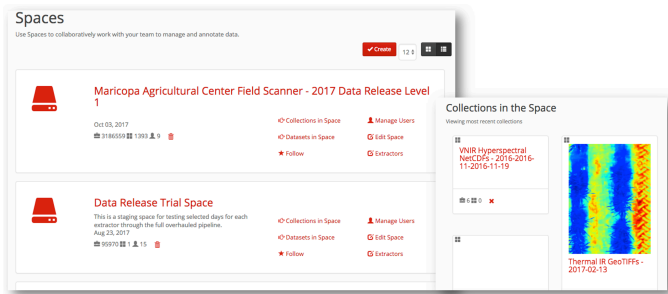 Spaces
Use Spaces to collaboratively work with your team to manage and annotate data.
Create
12
Maricopa Agricultural Center Field Scanner - 2017 Data Release Level
1
Oct 03, 2017
3186559 1393 9
Collections in Space
Manage Users
Datasets in Space
Edit Space
Follow
Extractors
Data Release Trial Space
This is a staging space for testing selected days for each
extractor through the full overhauled pipeline.
Aug 23, 2017
95970 1 15
Collections in Space
Manage Users
Datasets in Space
Edit Space
Follow
Extractors
Collections in the Space
Viewing most recent collections
VNIR Hyperspectral
NetCDFs - 2016-2016-
11-2016-11-19
6 0
Thermal IR GeoTIFFs -
2017-02-13